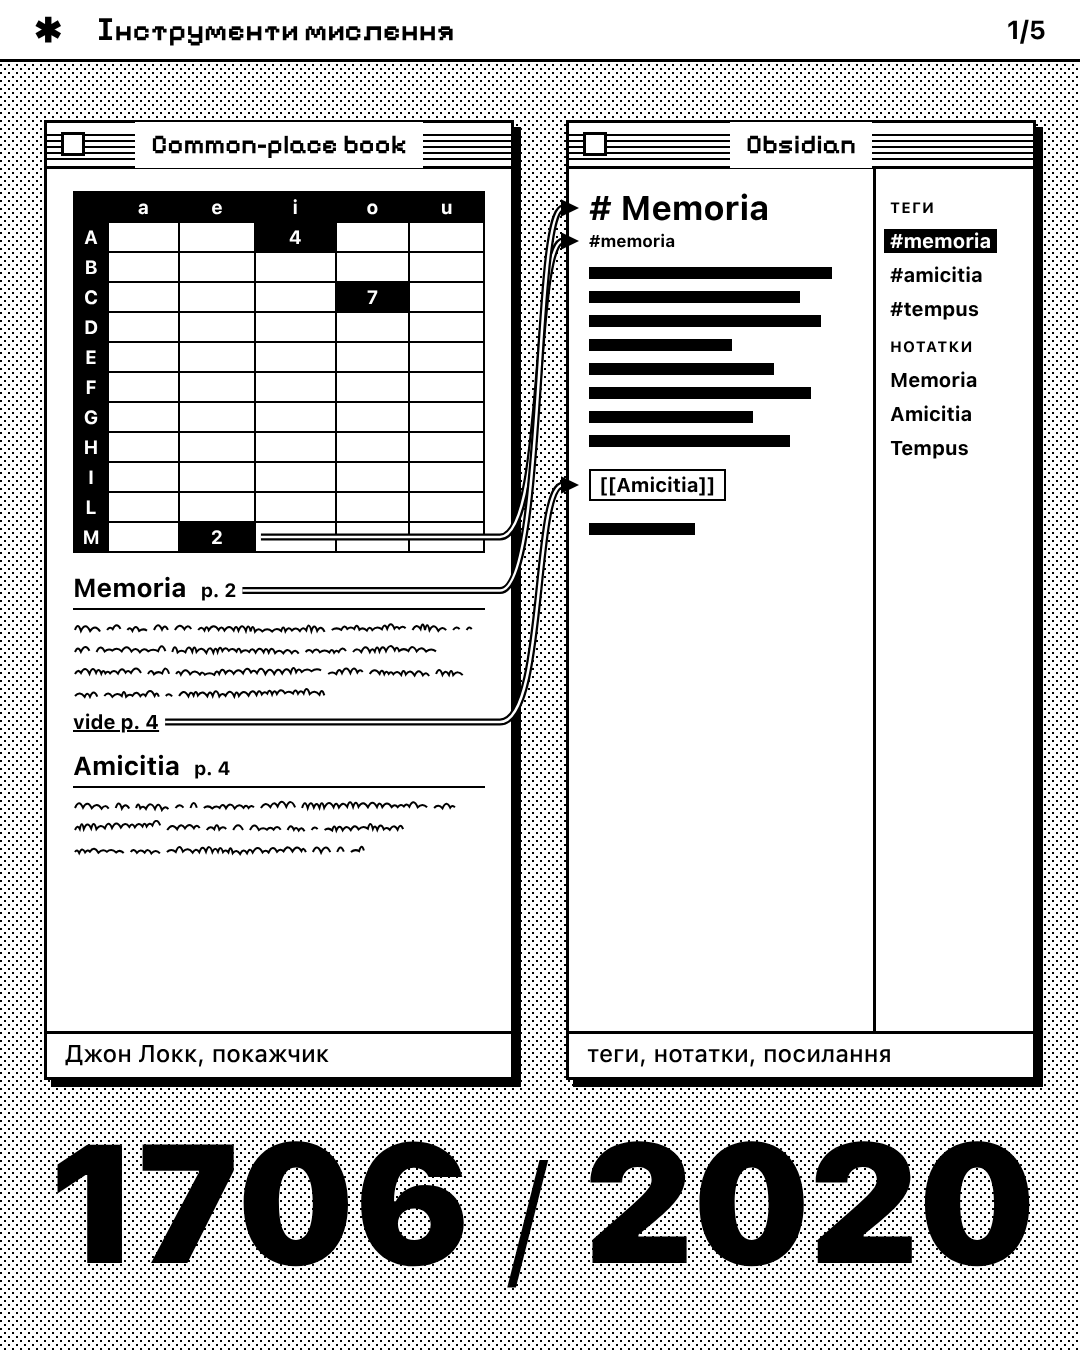 ✱ Інструменти мислення 1/5
Common-place book
a e i o u
A 4
B
C 7
D
E
F
G
H
I
L
M 2
Memoria p. 2
vide p. 4
Amicitia p. 4
Джон Локк, покажчик
Obsidian
# Memoria
#memoria
[[Amicitia]]
ТЕГИ
#memoria
#amicitia
#tempus
НОТАТКИ
Memoria
Amicitia
Tempus
теги, нотатки, посилання
1706 / 2020